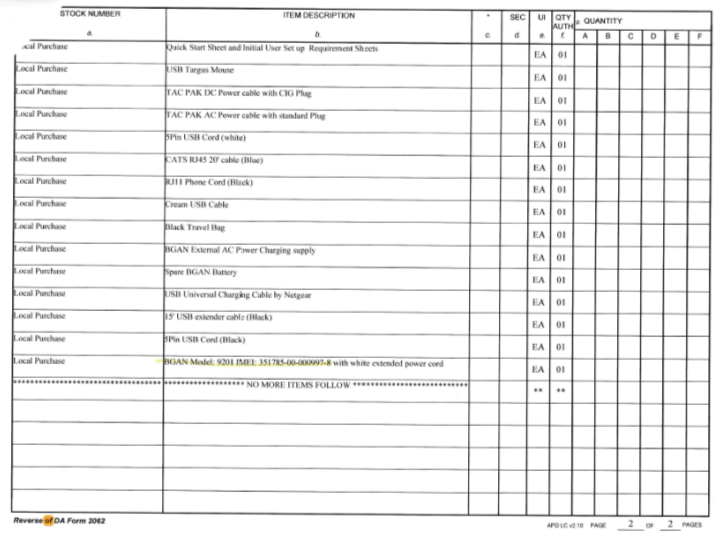 STOCK NUMBER ITEM DESCRIPTION * SEC UI QTY AUTH g. QUANTITY
a. b. c. d. e. f. A B C D E F
cal Purchase Quick Start Sheet and Initial User Set up Requirement Sheets EA 01
Local Purchase USB Targus Mouse EA 01
Local Purchase TAC PAK DC Power cable with CIG Plug EA 01
Local Purchase TAC PAK AC Power cable with standard Plug EA 01
Local Purchase 5Pin USB Cord (white) EA 01
Local Purchase CAT5 RJ45 20' cable (Blue) EA 01
Local Purchase RJ11 Phone Cord (Black) EA 01
Local Purchase Cream USB Cable EA 01
Local Purchase Black Travel Bag EA 01
Local Purchase BGAN External AC Power Charging supply EA 01
Local Purchase Spare BGAN Battery EA 01
Local Purchase USB Universal Charging Cable by Netgear EA 01
Local Purchase 15' USB extender cable (Black) EA 01
Local Purchase 5Pin USB Cord (Black) EA 01
Local Purchase BGAN Model: 9201 IMEI: 351785-00-000997-8 with white extended power cord EA 01
************************************ ******************** NO MORE ITEMS FOLLOW **************************** ** **
Reverse of DA Form 2062 APD LC v2.10 PAGE 2 OF 2 PAGES